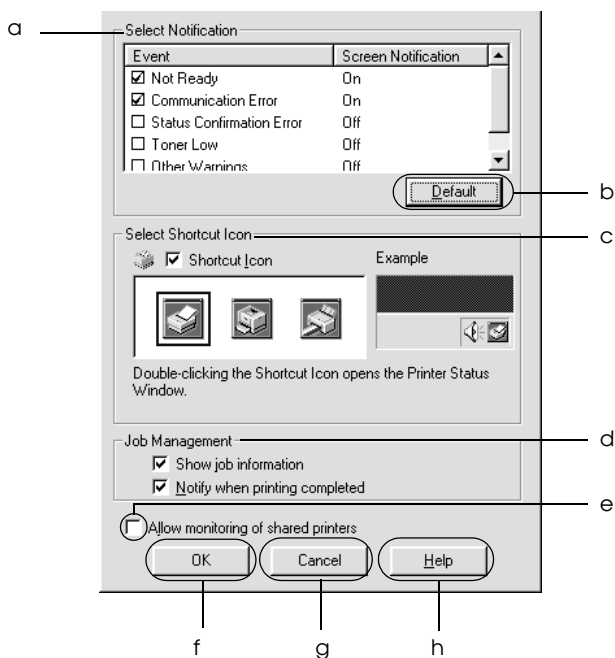 a
Select Notification
Event Screen Notification
Not Ready On
Communication Error On
Status Confirmation Error Off
Toner Low Off
Other Warnings Off
Default
b
Select Shortcut Icon
c
Shortcut Icon
Example
Double-clicking the Shortcut Icon opens the Printer Status
Window.
Job Management
d
Show job information
Notify when printing completed
e
Allow monitoring of shared printers
OK Cancel Help
f g h